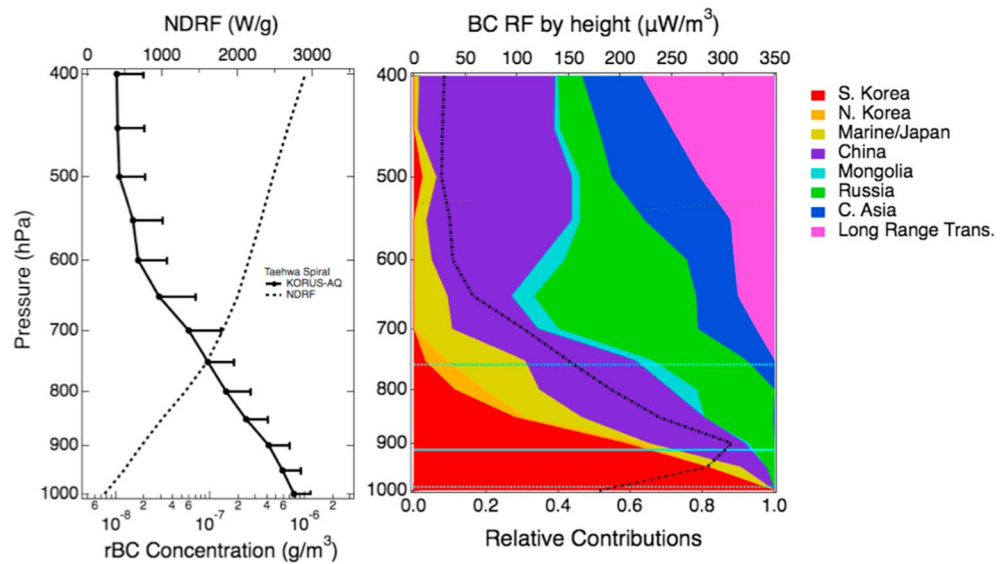 NDRF (W/g)
0 1000 2000 3000
400
500
600
700
800
900
1000
Pressure (hPa)
Taehwa Spiral
KORUS-AQ
NDRF
6 2 4 6 2 4 6 2
10⁻⁸ 10⁻⁷ 10⁻⁶
rBC Concentration (g/m³)
BC RF by height (µW/m³)
0 50 100 150 200 250 300 350
400
500
600
700
800
900
1000
0.0 0.2 0.4 0.6 0.8 1.0
Relative Contributions
S. Korea
N. Korea
Marine/Japan
China
Mongolia
Russia
C. Asia
Long Range Trans.